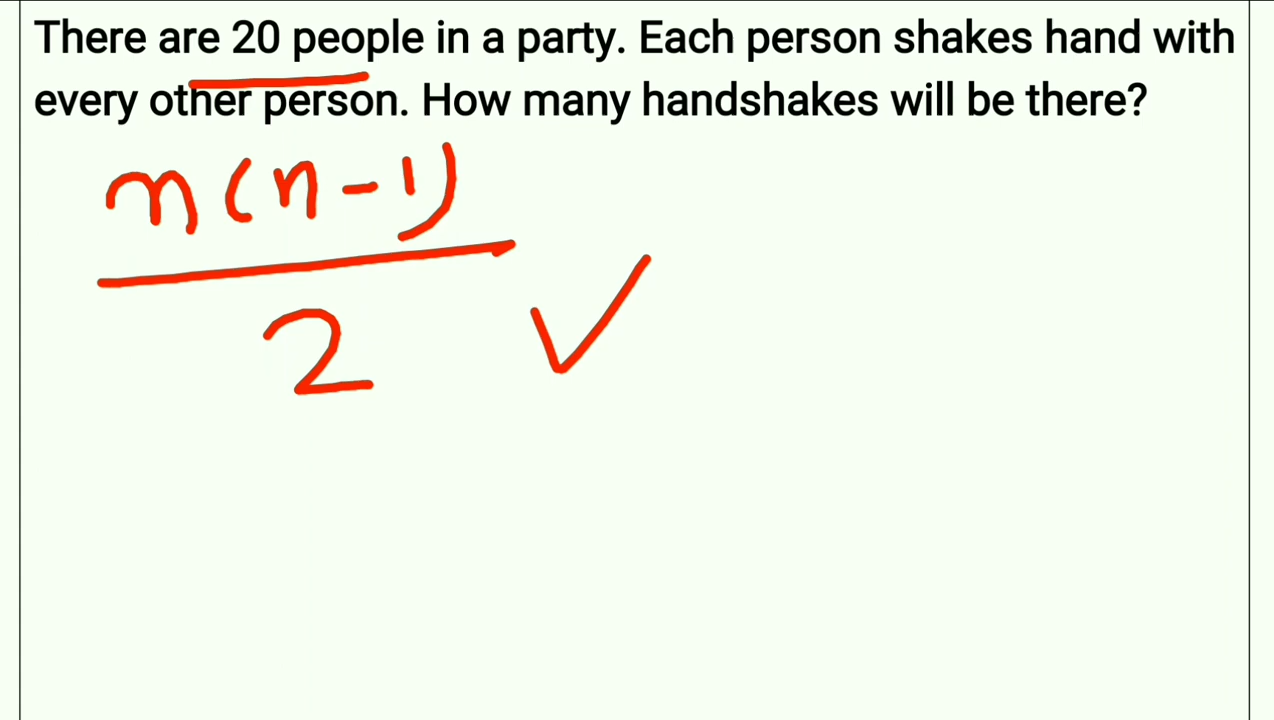 There are 20 people in a party. Each person shakes hand with
every other person. How many handshakes will be there?
n(n-1)
2